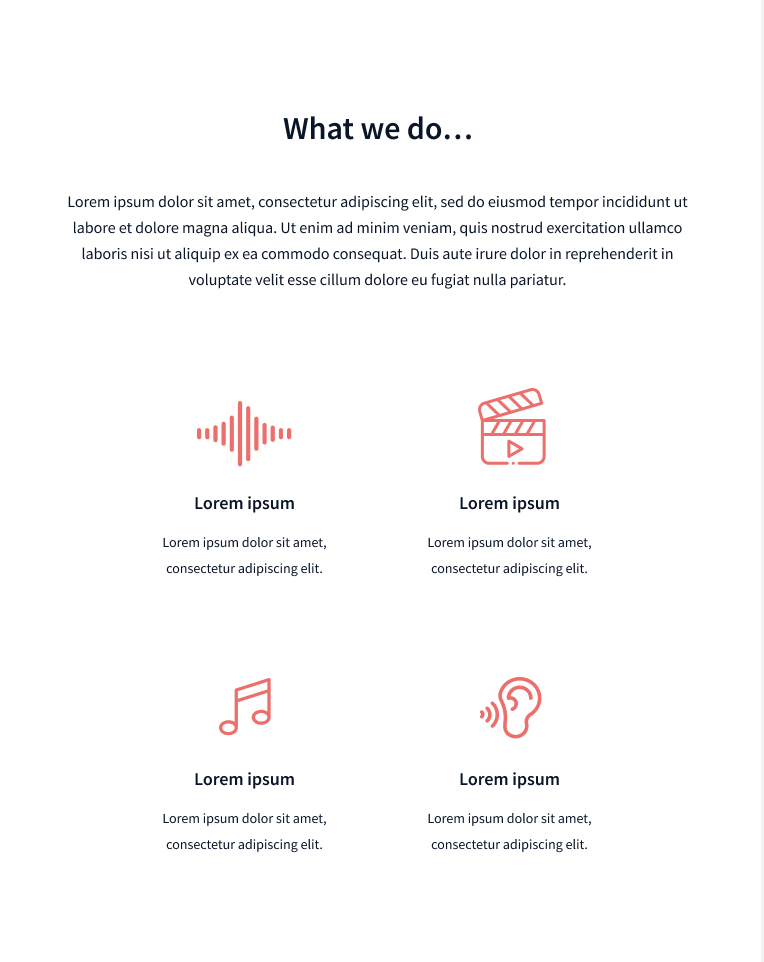 What we do…
Lorem ipsum dolor sit amet, consectetur adipiscing elit, sed do eiusmod tempor incididunt ut
labore et dolore magna aliqua. Ut enim ad minim veniam, quis nostrud exercitation ullamco
laboris nisi ut aliquip ex ea commodo consequat. Duis aute irure dolor in reprehenderit in
voluptate velit esse cillum dolore eu fugiat nulla pariatur.
Lorem ipsum
Lorem ipsum dolor sit amet,
consectetur adipiscing elit.
Lorem ipsum
Lorem ipsum dolor sit amet,
consectetur adipiscing elit.
Lorem ipsum
Lorem ipsum dolor sit amet,
consectetur adipiscing elit.
Lorem ipsum
Lorem ipsum dolor sit amet,
consectetur adipiscing elit.